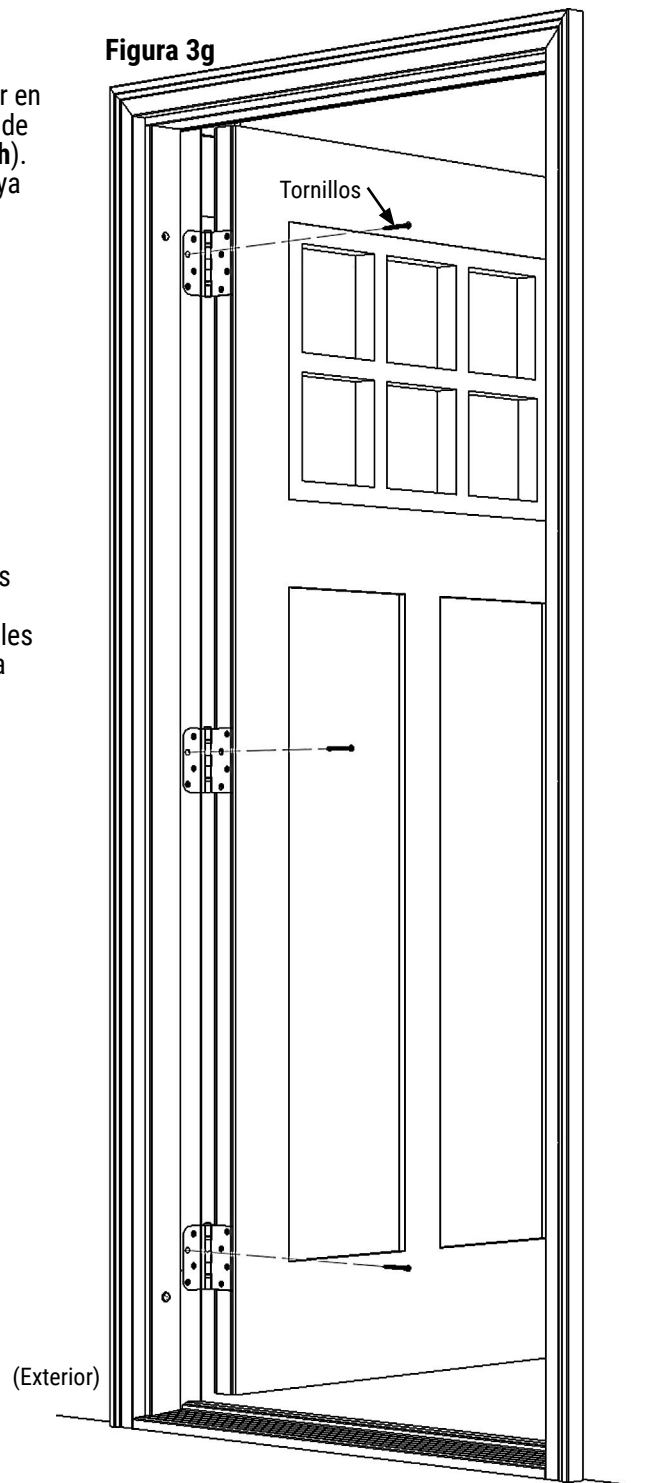 Figura 3g
r en
de
h).
ya
Tornillos
s
les
a
(Exterior)